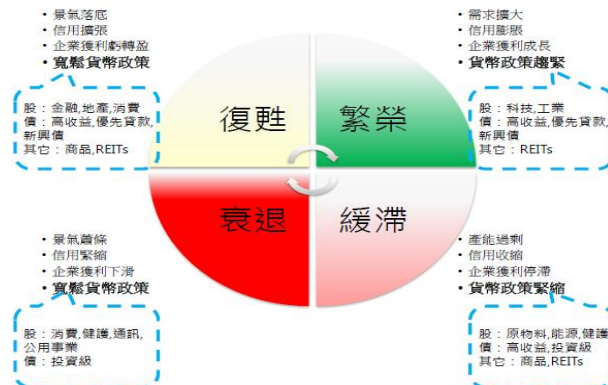 • 景氣落底
• 信用擴張
• 企業獲利虧轉盈
• 寬鬆貨幣政策
股：金融,地產,消費
債：高收益,優先貸款,
新興債
其它：商品,REITs
• 需求擴大
• 信用膨脹
• 企業獲利成長
• 貨幣政策趨緊
股：科技,工業
債：高收益,優先貸款,
新興債
其它：REITs
復甦
繁榮
衰退
緩滯
• 景氣蕭條
• 信用緊縮
• 企業獲利下滑
• 寬鬆貨幣政策
股：消費,健護,通訊,
公用事業
債：投資級
• 產能過剩
• 信用收縮
• 企業獲利停滯
• 貨幣政策緊縮
股：原物料,能源,健護
債：高收益,投資級
其它：商品,REITs